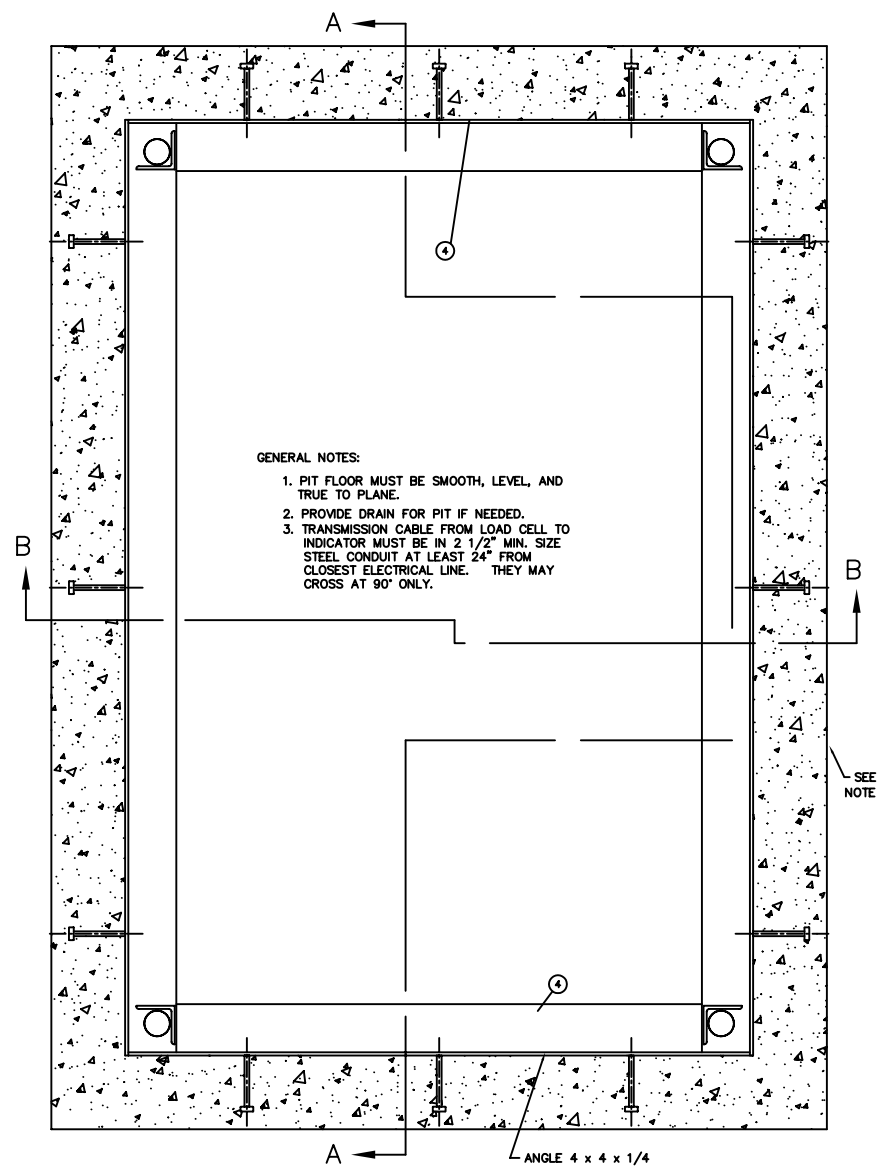 A
4
GENERAL NOTES:
1. PIT FLOOR MUST BE SMOOTH, LEVEL, AND
TRUE TO PLANE.
2. PROVIDE DRAIN FOR PIT IF NEEDED.
3. TRANSMISSION CABLE FROM LOAD CELL TO
INDICATOR MUST BE IN 2 1/2" MIN. SIZE
STEEL CONDUIT AT LEAST 24" FROM
CLOSEST ELECTRICAL LINE. THEY MAY
CROSS AT 90° ONLY.
B
B
SEE
NOTE
4
A
ANGLE 4 x 4 x 1/4